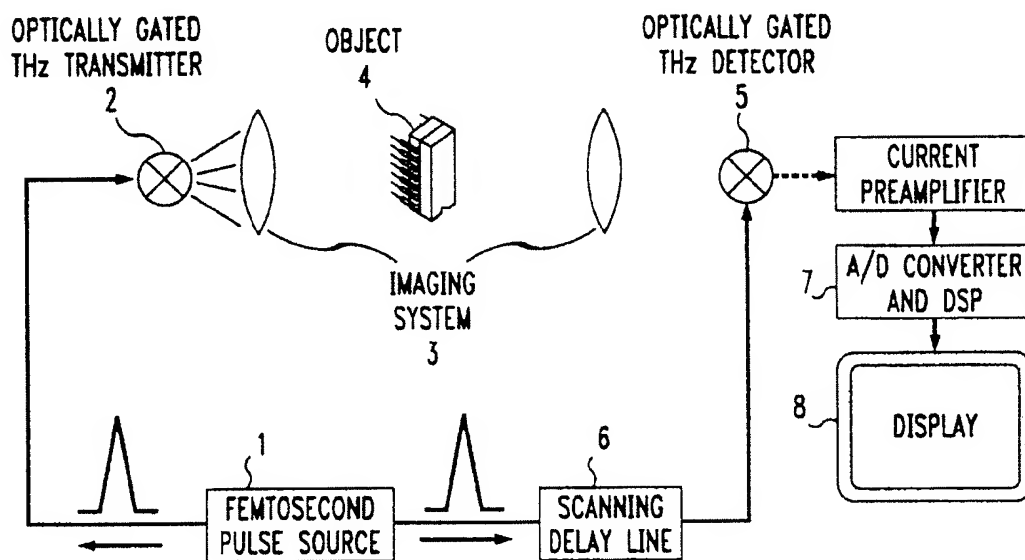 OPTICALLY GATED
THz TRANSMITTER
2
OBJECT
4
OPTICALLY GATED
THz DETECTOR
5
CURRENT
PREAMPLIFIER
IMAGING
SYSTEM
3
7
A/D CONVERTER
AND DSP
8
DISPLAY
1
FEMTOSECOND
PULSE SOURCE
6
SCANNING
DELAY LINE